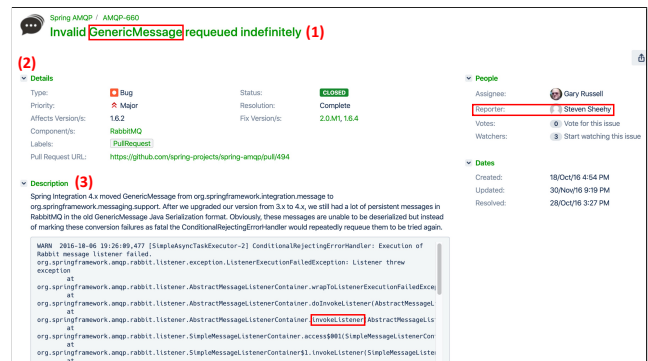 Spring AMQP / AMQP-660
Invalid GenericMessage requeued indefinitely (1)
(2)
Details
Type: Bug Status: CLOSED
Priority: Major Resolution: Complete
Affects Version/s: 1.6.2 Fix Version/s: 2.0.M1, 1.6.4
Component/s: RabbitMQ
Labels: PullRequest
Pull Request URL: https://github.com/spring-projects/spring-amqp/pull/494
People
Assignee: Gary Russell
Reporter: Steven Sheehy
Votes: 0 Vote for this issue
Watchers: 3 Start watching this issue
Dates
Created: 18/Oct/16 4:54 PM
Updated: 30/Nov/16 9:19 PM
Resolved: 28/Oct/16 3:27 PM
Description (3)
Spring Integration 4.x moved GenericMessage from org.springframework.integration.message to
org.springframework.messaging.support. After we upgraded our version from 3.x to 4.x, we still had a lot of persistent messages in
RabbitMQ in the old GenericMessage Java Serialization format. Obviously, these messages are unable to be deserialized but instead
of marking these conversion failures as fatal the ConditionalRejectingErrorHandler would repeatedly requeue them to be tried again.
WARN 2016-10-06 19:26:09,477 [SimpleAsyncTaskExecutor-2] ConditionalRejectingErrorHandler: Execution of
Rabbit message listener failed.
org.springframework.amqp.rabbit.listener.exception.ListenerExecutionFailedException: Listener threw
exception
at
org.springframework.amqp.rabbit.listener.AbstractMessageListenerContainer.wrapToListenerExecutionFailedExce
at
org.springframework.amqp.rabbit.listener.AbstractMessageListenerContainer.doInvokeListener(AbstractMessageL
at
org.springframework.amqp.rabbit.listener.AbstractMessageListenerContainer.invokeListener(AbstractMessageLis
at
org.springframework.amqp.rabbit.listener.SimpleMessageListenerContainer.access$001(SimpleMessageListenerCon
at
org.springframework.amqp.rabbit.listener.SimpleMessageListenerContainer$1.invokeListener(SimpleMessageListe
at